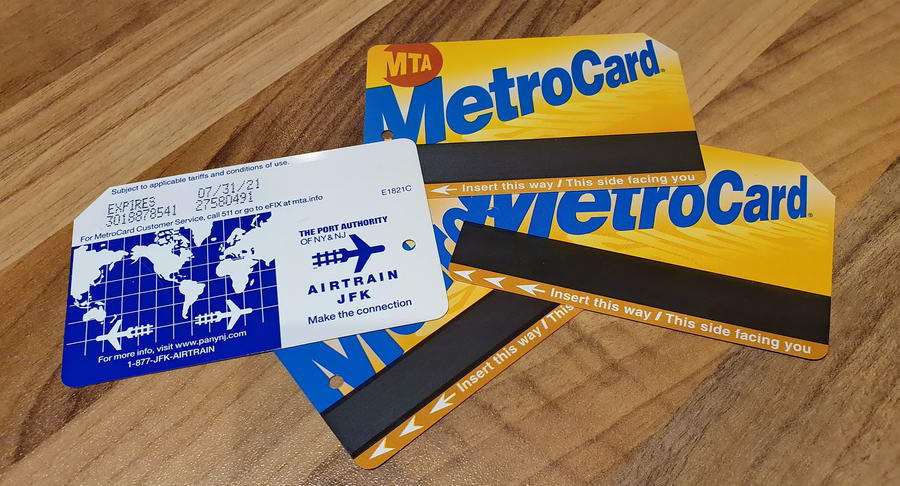 MTA
MetroCard®
Insert this way / This side facing you
Subject to applicable tariffs and conditions of use.
EXPIRES 07/31/21
3018878541 27580491
E1821C
For MetroCard Customer Service, call 511 or go to eFIX at mta.info
THE PORT AUTHORITY
OF NY & NJ
AIRTRAIN
JFK
Make the connection
For more info, visit www.panynj.com
1-877-JFK-AIRTRAIN
MetroCard®
Insert this way / This side facing you
Me
Insert this way / This